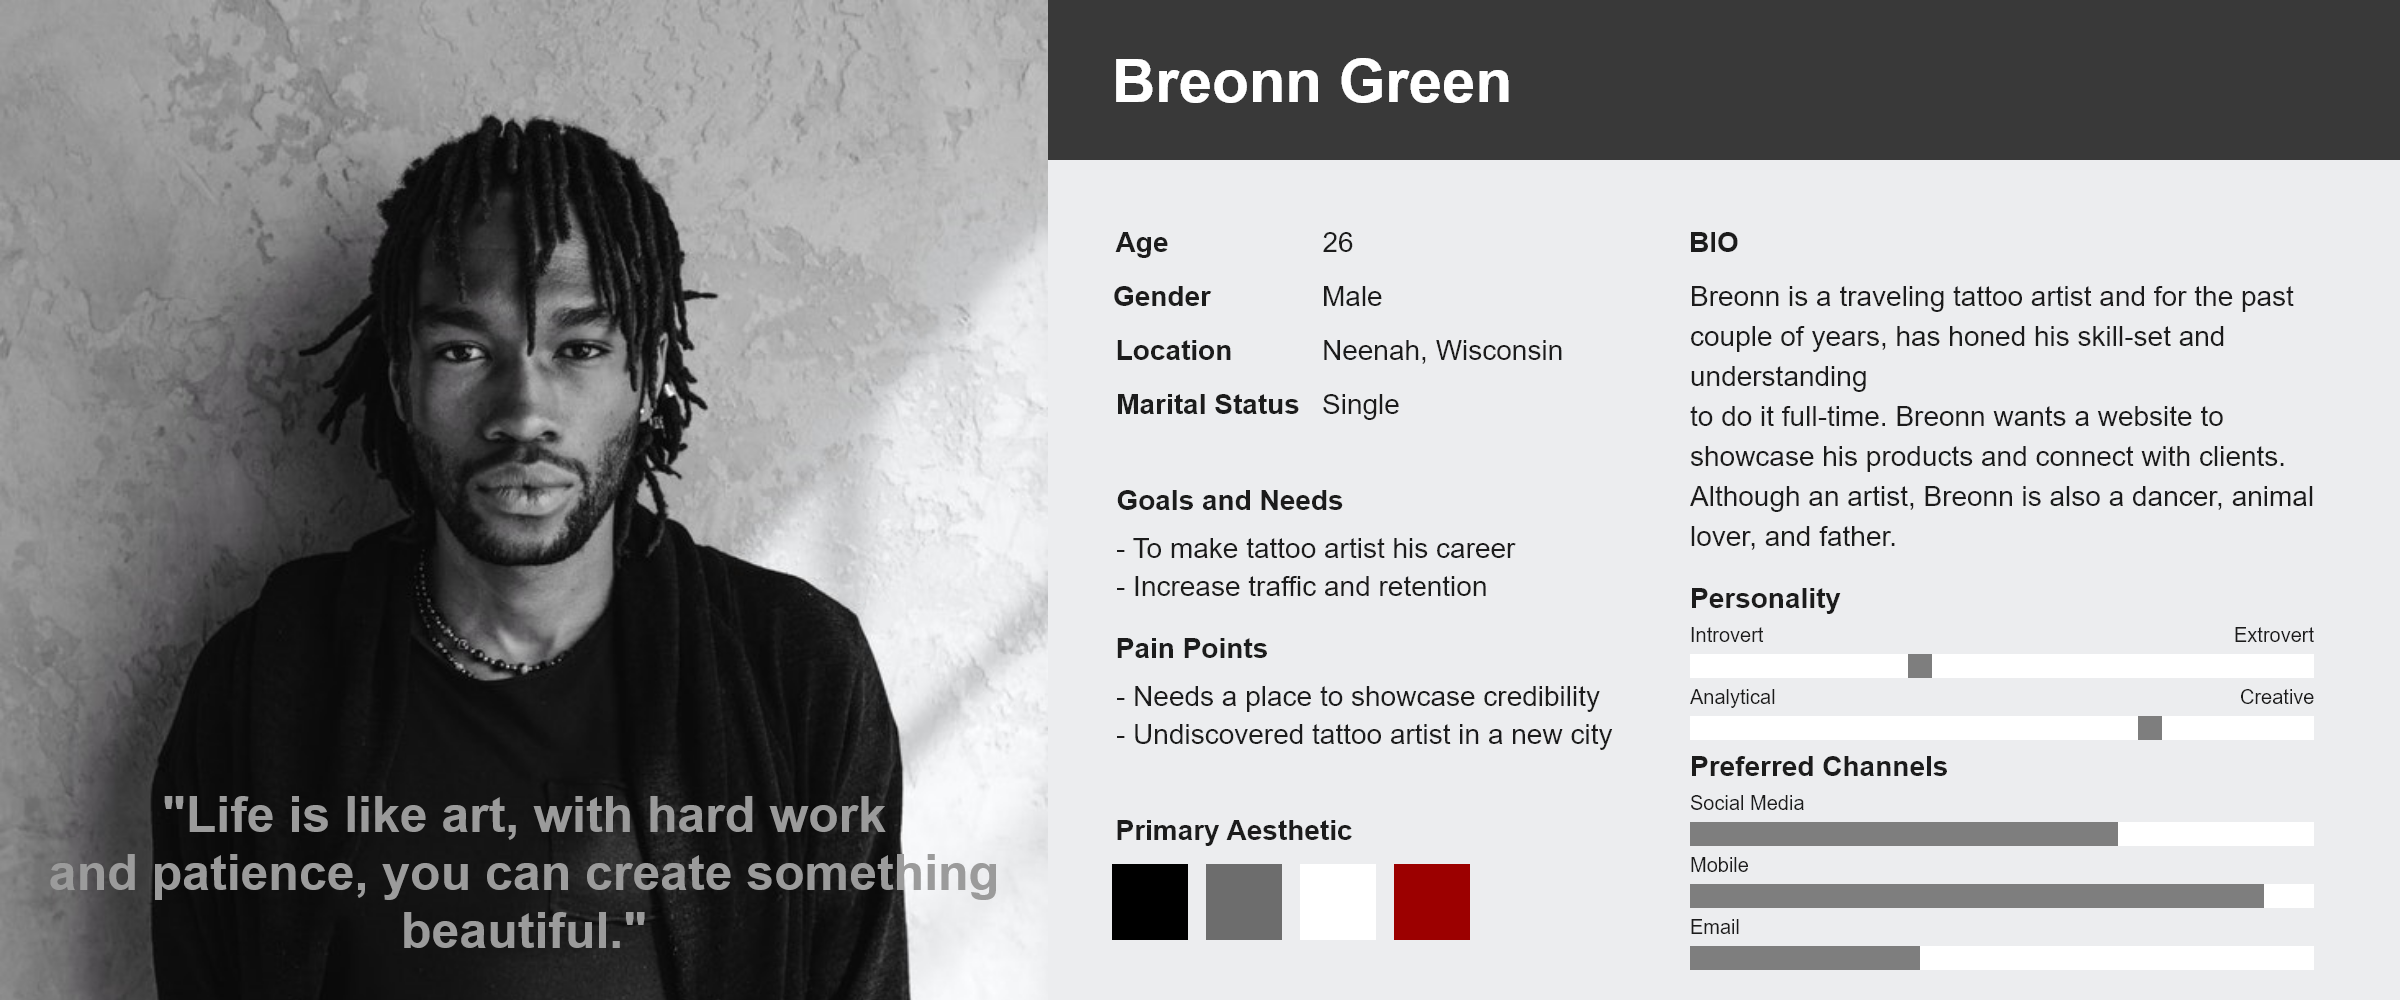 Breonn Green
Age 26
Gender Male
Location Neenah, Wisconsin
Marital Status Single
Goals and Needs
- To make tattoo artist his career
- Increase traffic and retention
Pain Points
- Needs a place to showcase credibility
- Undiscovered tattoo artist in a new city
Primary Aesthetic
BIO
Breonn is a traveling tattoo artist and for the past
couple of years, has honed his skill-set and
understanding
to do it full-time. Breonn wants a website to
showcase his products and connect with clients.
Although an artist, Breonn is also a dancer, animal
lover, and father.
Personality
Introvert Extrovert
Analytical Creative
Preferred Channels
Social Media
Mobile
Email
"Life is like art, with hard work
and patience, you can create something
beautiful."